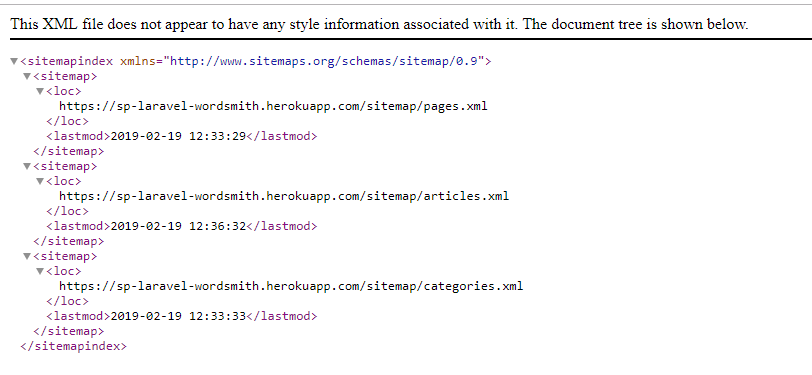 This XML file does not appear to have any style information associated with it. The document tree is shown below.
▼<sitemapindex xmlns="http://www.sitemaps.org/schemas/sitemap/0.9">
▼<sitemap>
▼<loc>
https://sp-laravel-wordsmith.herokuapp.com/sitemap/pages.xml
</loc>
<lastmod>2019-02-19 12:33:29</lastmod>
</sitemap>
▼<sitemap>
▼<loc>
https://sp-laravel-wordsmith.herokuapp.com/sitemap/articles.xml
</loc>
<lastmod>2019-02-19 12:36:32</lastmod>
</sitemap>
▼<sitemap>
▼<loc>
https://sp-laravel-wordsmith.herokuapp.com/sitemap/categories.xml
</loc>
<lastmod>2019-02-19 12:33:33</lastmod>
</sitemap>
</sitemapindex>